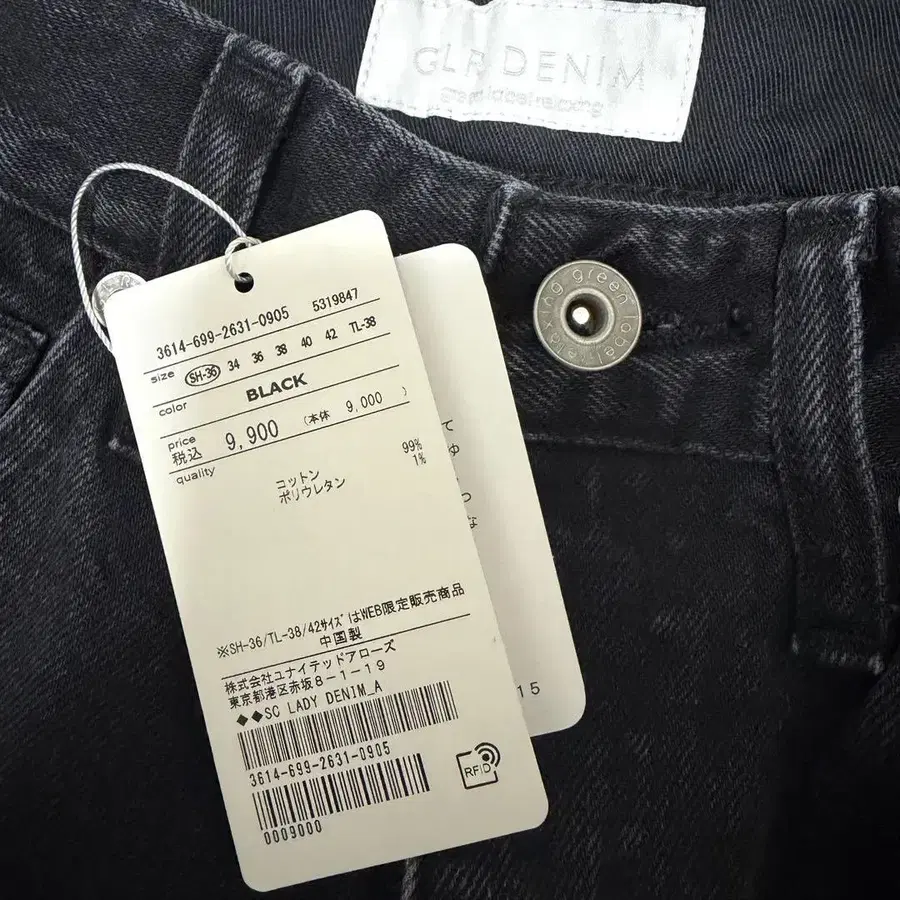 GLR DENIM
green label relaxing
green label relaxing
3614-699-2631-0905 5319847
size SH-36 34 36 38 40 42 TL-38
color BLACK
price
税込 9,900 (本体 9,000 )
quality
コットン 99%
ポリウレタン 1%
※SH-36/TL-38/42ｻｲｽﾞはWEB限定販売商品
中国製
株式会社ユナイテッドアローズ
東京都港区赤坂8-1-19
◆◆SC LADY DENIM_A
3614-699-2631-0905
RFID
0009000
て
ゆ
つ
な
15